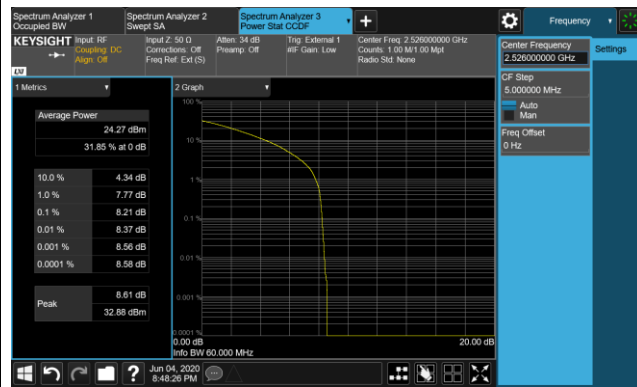 Spectrum Analyzer 1
Occupied BW
Spectrum Analyzer 2
Swept SA
Spectrum Analyzer 3
Power Stat CCDF
Frequency
KEYSIGHT
Input: RF
Coupling: DC
Align: Off
Input Z: 50 Ω
Corrections: Off
Freq Ref: Ext (S)
Atten: 34 dB
Preamp: Off
Trig: External 1
#IF Gain: Low
Center Freq: 2.526000000 GHz
Counts: 1.00 M/1.00 Mpt
Radio Std: None
LXI
Center Frequency
2.526000000 GHz
Settings
CF Step
5.000000 MHz
Auto
Man
Freq Offset
0 Hz
1 Metrics
Average Power
24.27 dBm
31.85 % at 0 dB
10.0 % 4.34 dB
1.0 % 7.77 dB
0.1 % 8.21 dB
0.01 % 8.37 dB
0.001 % 8.56 dB
0.0001 % 8.58 dB
Peak 8.61 dB
32.88 dBm
2 Graph
100 %
10 %
1 %
0.1 %
0.01 %
0.001 %
0.0001 %
0.00 dB
20.00 dB
Info BW 60.000 MHz
?
Jun 04, 2020
8:48:26 PM